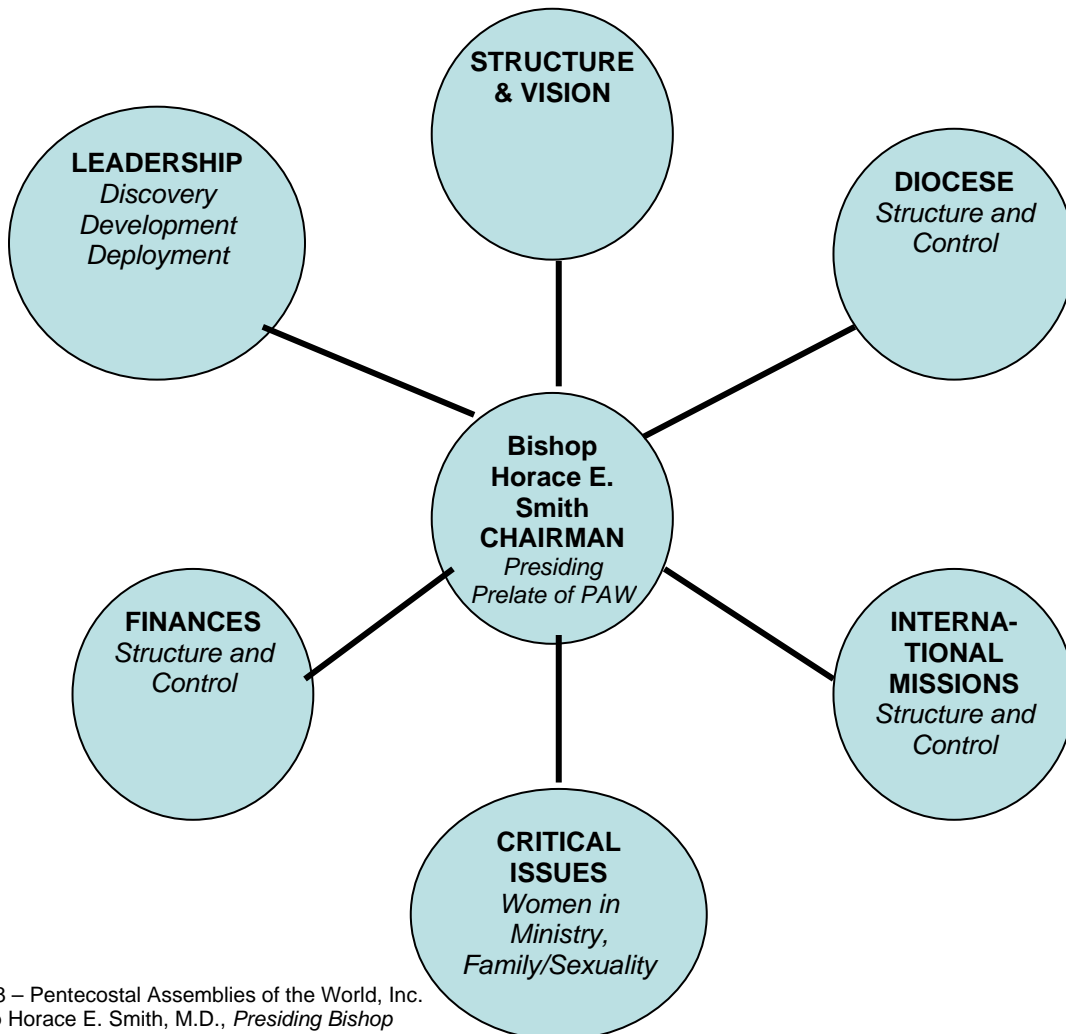 STRUCTURE
& VISION
LEADERSHIP
Discovery
Development
Deployment
DIOCESE
Structure and
Control
Bishop
Horace E.
Smith
CHAIRMAN
Presiding
Prelate of PAW
FINANCES
Structure and
Control
INTERNA-
TIONAL
MISSIONS
Structure and
Control
CRITICAL
ISSUES
Women in
Ministry,
Family/Sexuality
– Pentecostal Assemblies of the World, Inc.
Horace E. Smith, M.D., Presiding Bishop